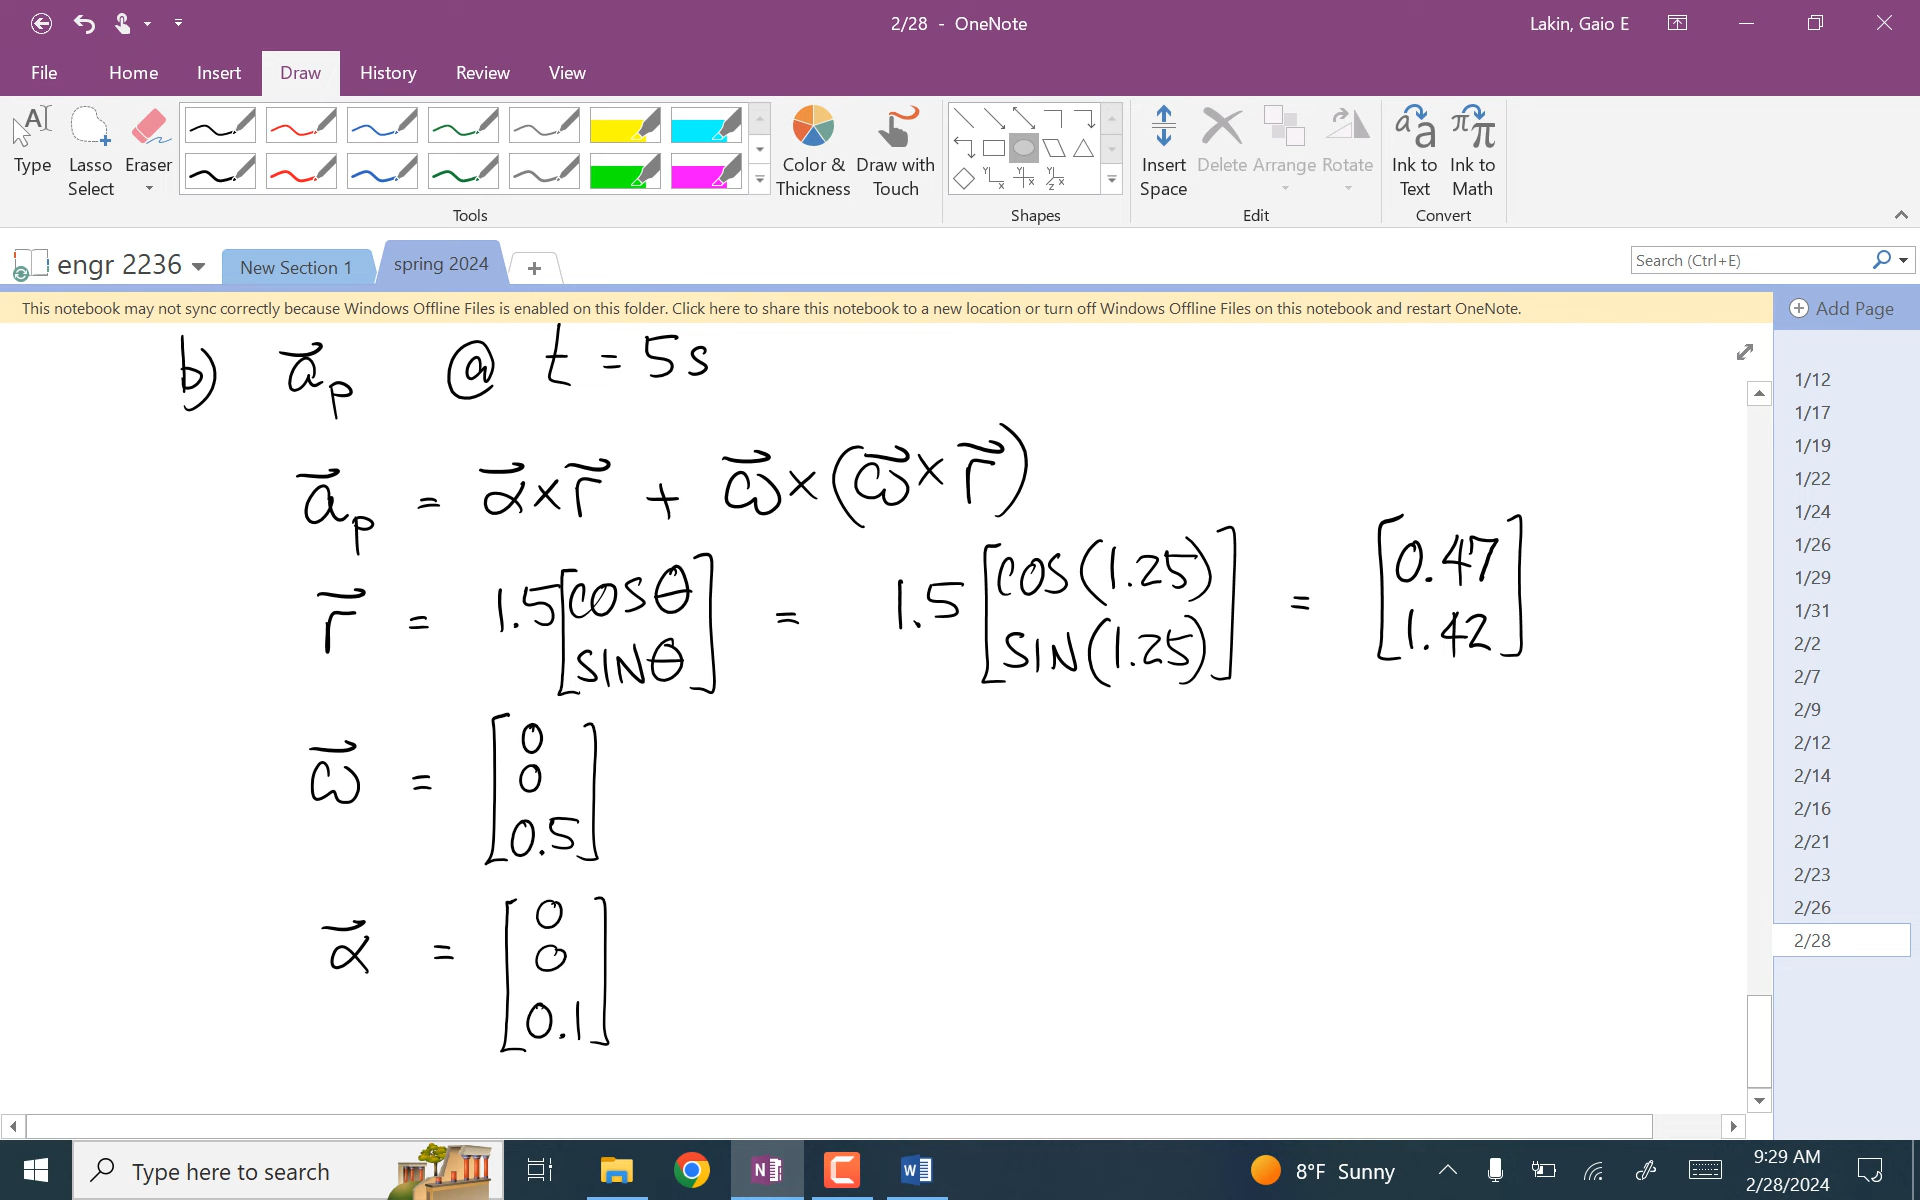 2/28 - OneNote
Lakin, Gaio E
File Home Insert Draw History Review View
Type
Lasso Select
Eraser
Color & Thickness
Draw with Touch
Insert Space
Delete
Arrange
Rotate
Ink to Text
Ink to Math
Tools
Shapes
Edit
Convert
engr 2236
New Section 1
spring 2024
Search (Ctrl+E)
This notebook may not sync correctly because Windows Offline Files is enabled on this folder. Click here to share this notebook to a new location or turn off Windows Offline Files on this notebook and restart OneNote.
Add Page
b) a⃗p @ t = 5s
a⃗p = α⃗×r⃗ + ω⃗×(ω⃗×r⃗)
r⃗ = 1.5[cosθ SINθ] = 1.5[cos(1.25) SIN(1.25)] = [0.47 1.42]
ω⃗ = [0 0 0.5]
α⃗ = [0 0 0.1]
1/12
1/17
1/19
1/22
1/24
1/26
1/29
1/31
2/2
2/7
2/9
2/12
2/14
2/16
2/21
2/23
2/26
2/28
Type here to search
8°F Sunny
9:29 AM
2/28/2024